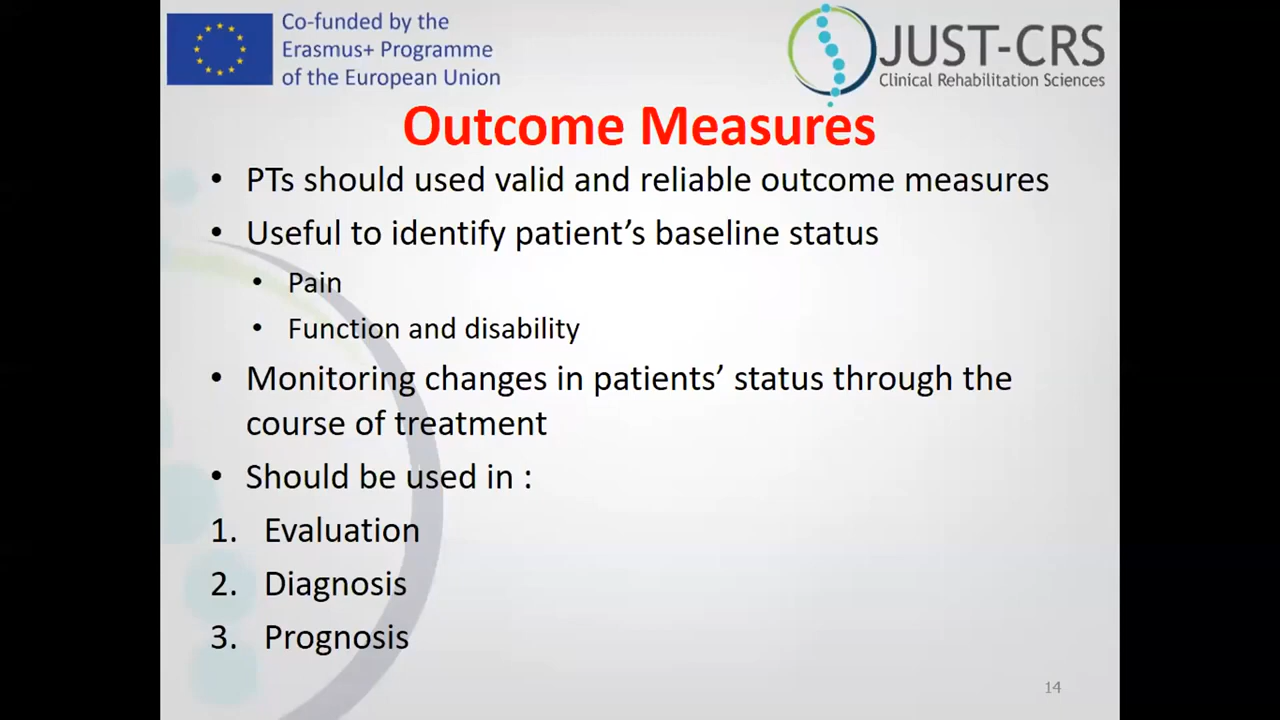 Co-funded by the
Erasmus+ Programme
of the European Union
JUST-CRS
Clinical Rehabilitation Sciences
Outcome Measures
• PTs should used valid and reliable outcome measures
• Useful to identify patient’s baseline status
• Pain
• Function and disability
• Monitoring changes in patients’ status through the
course of treatment
• Should be used in :
1. Evaluation
2. Diagnosis
3. Prognosis
14